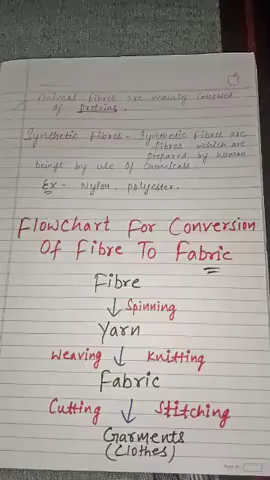 Animal Fibres are mainly composed
of proteins.
Synthetic Fibres - Synthetic Fibres are
fibres which are
prepared by human
beings by use of chemicals.
Ex - Nylon, polyester.
Flowchart For Conversion
Of Fibre To Fabric
Fibre
Spinning
Yarn
Weaving Knitting
Fabric
Cutting Stitching
Garments
(Clothes)